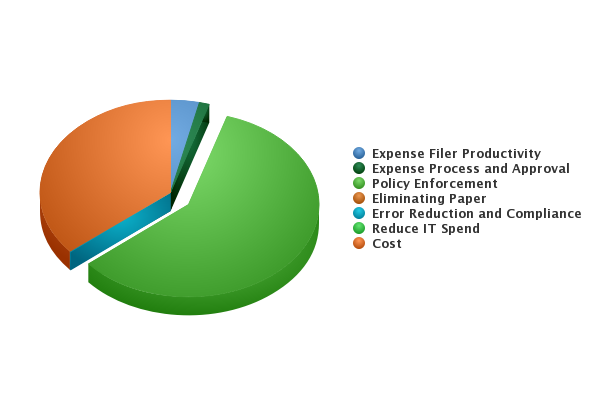 Expense Filer Productivity
Expense Process and Approval
Policy Enforcement
Eliminating Paper
Error Reduction and Compliance
Reduce IT Spend
Cost